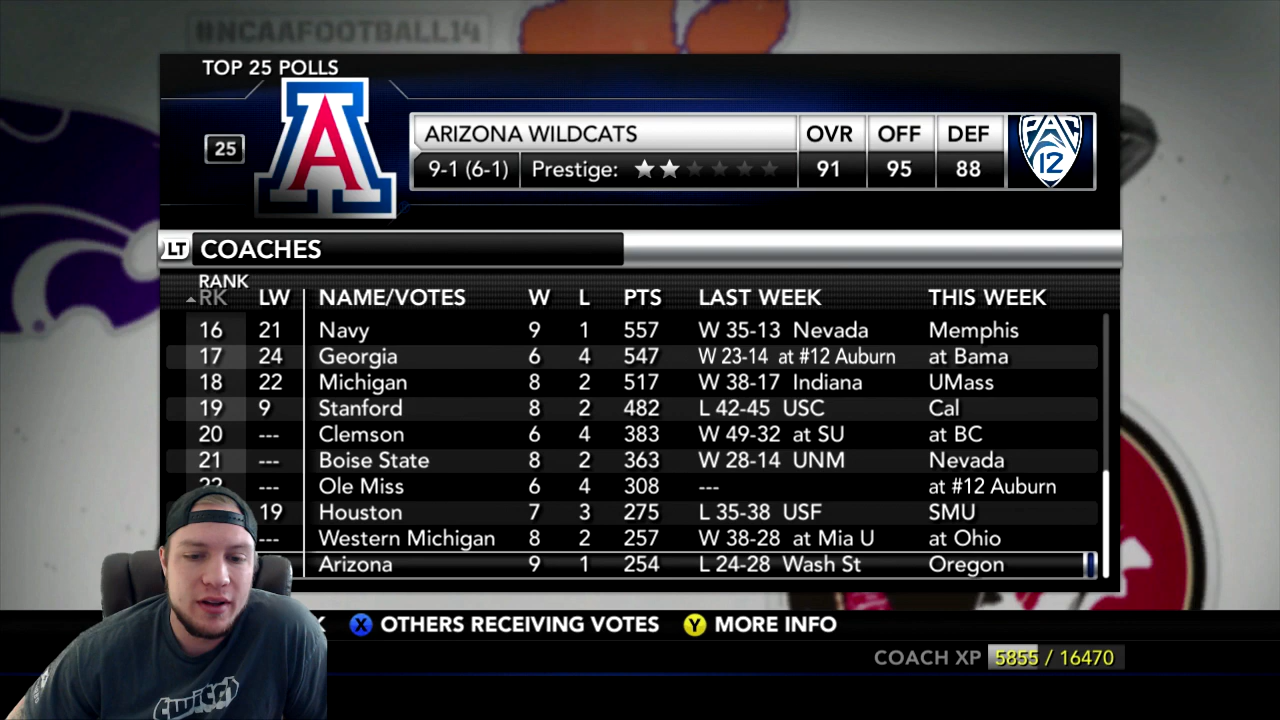 #NCAAFOOTBALL14
TOP 25 POLLS
25
A
ARIZONA WILDCATS OVR OFF DEF
PAC 12
9-1 (6-1) Prestige: 91 95 88
LT COACHES
RANK
RK LW NAME/VOTES W L PTS LAST WEEK THIS WEEK
16 21 Navy 9 1 557 W 35-13 Nevada Memphis
17 24 Georgia 6 4 547 W 23-14 at #12 Auburn at Bama
18 22 Michigan 8 2 517 W 38-17 Indiana UMass
19 9 Stanford 8 2 482 L 42-45 USC Cal
20 --- Clemson 6 4 383 W 49-32 at SU at BC
21 --- Boise State 8 2 363 W 28-14 UNM Nevada
22 --- Ole Miss 6 4 308 --- at #12 Auburn
19 Houston 7 3 275 L 35-38 USF SMU
--- Western Michigan 8 2 257 W 38-28 at Mia U at Ohio
Arizona 9 1 254 L 24-28 Wash St Oregon
X OTHERS RECEIVING VOTES Y MORE INFO
COACH XP 5855 / 16470
twitch